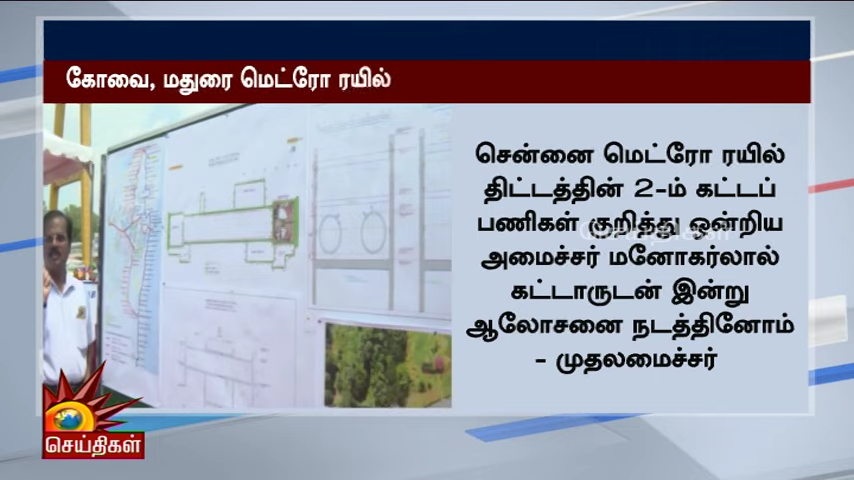 கோவை, மதுரை மெட்ரோ ரயில்
சென்னை மெட்ரோ ரயில்
திட்டத்தின் 2-ம் கட்டப்
பணிகள் குறித்து ஒன்றிய
அமைச்சர் மனோகர்லால்
கட்டாருடன் இன்று
ஆலோசனை நடத்தினோம்
- முதலமைச்சர்
செய்திகள்